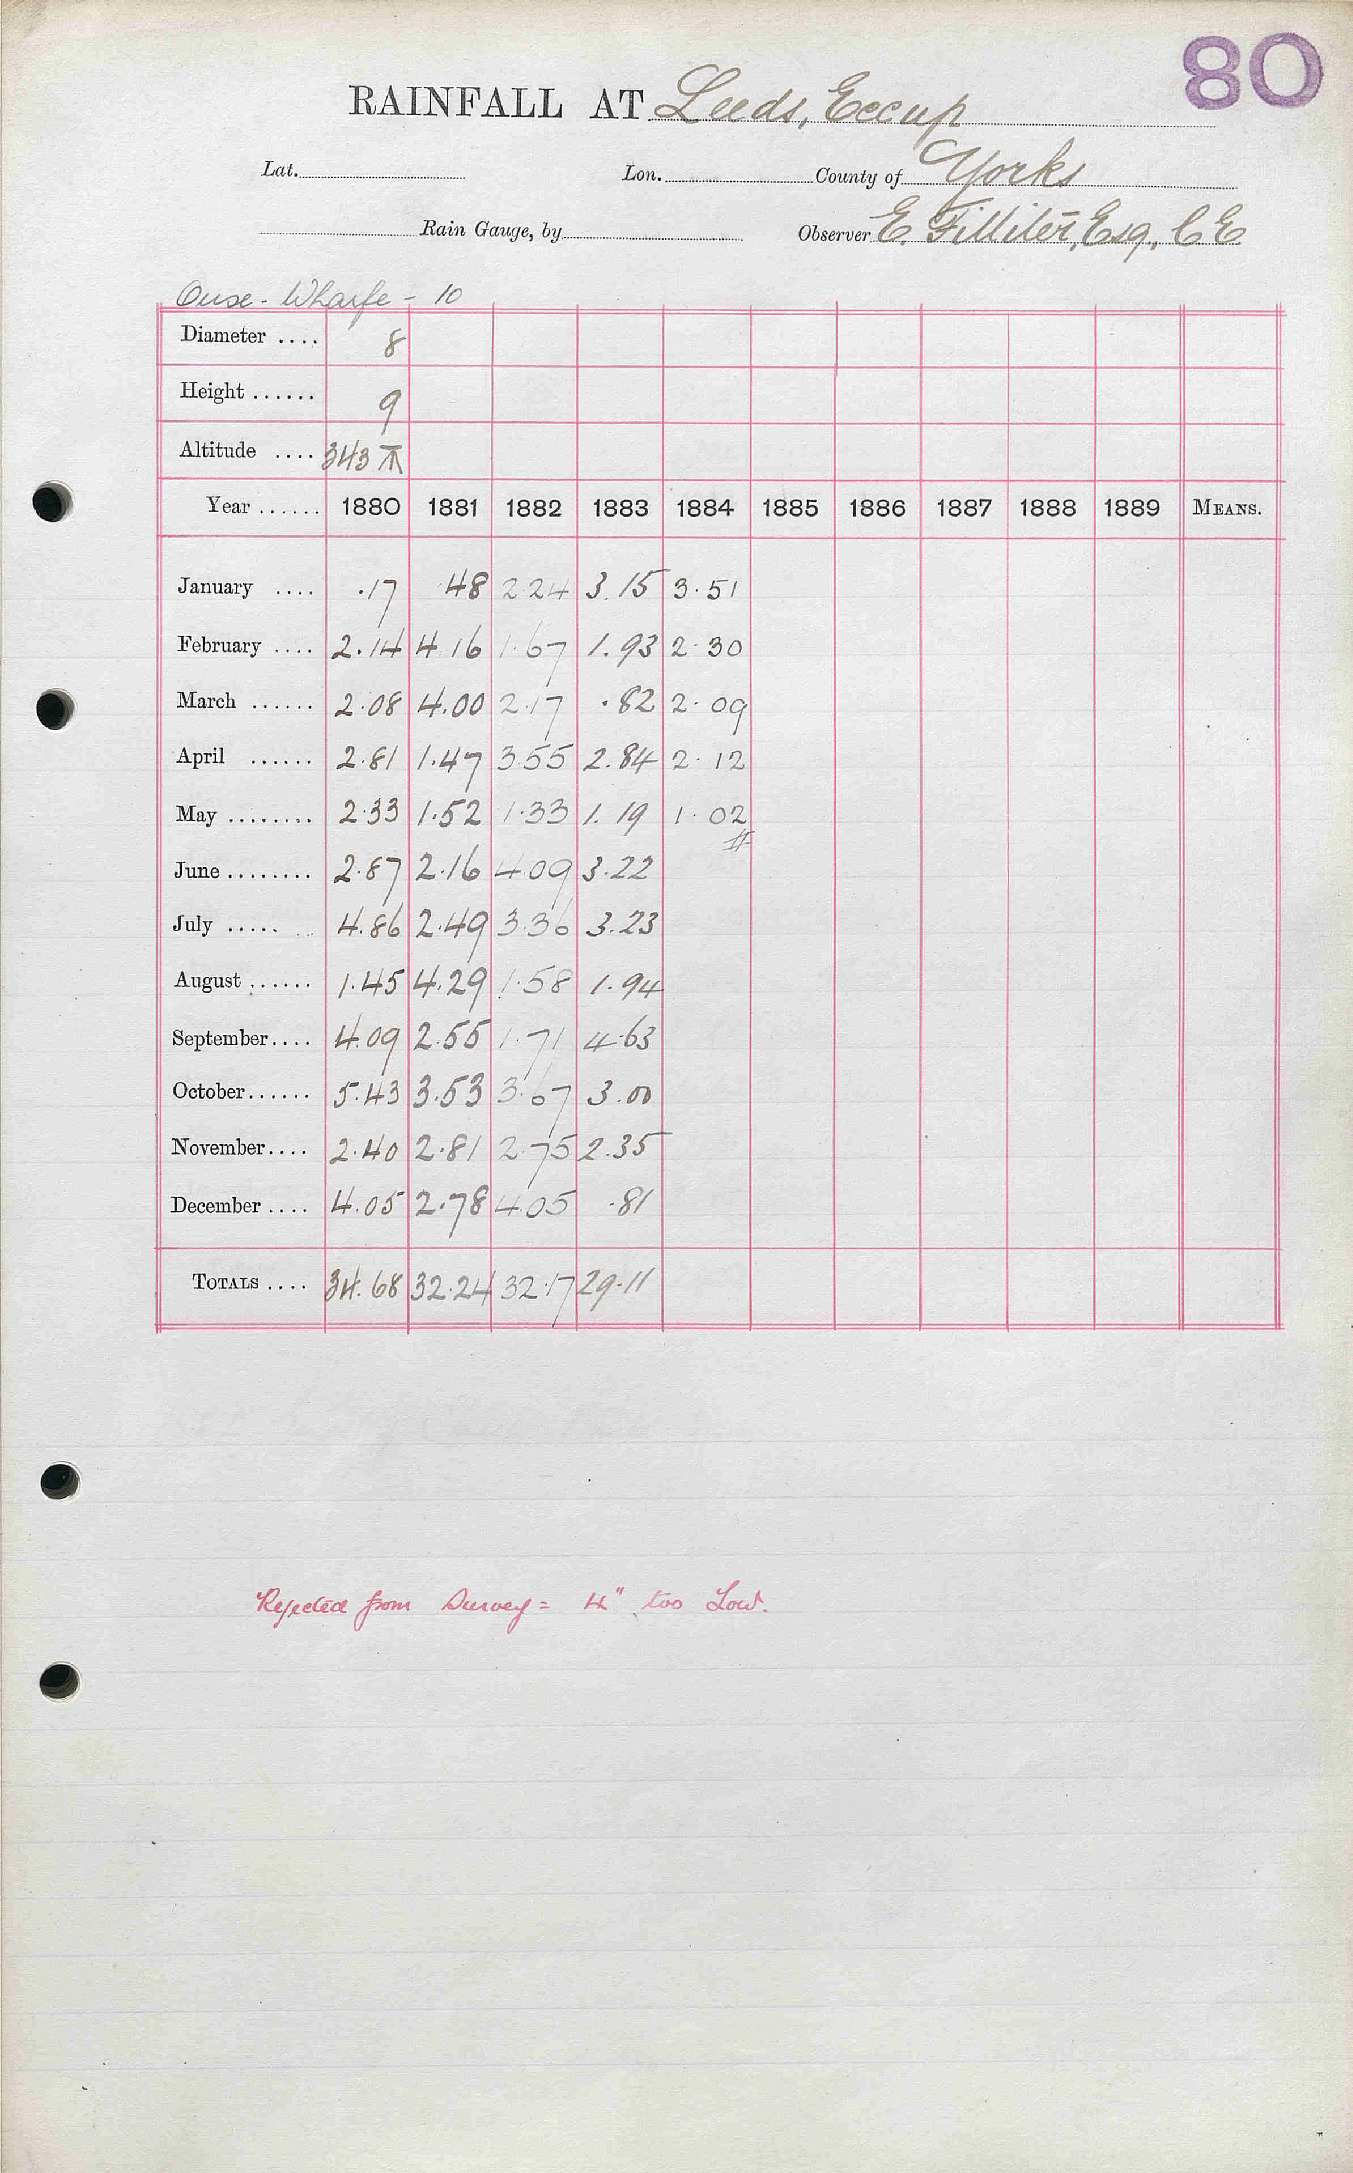 80
RAINFALL AT Leeds, Eccup
Lat. Lon. County of Yorks
Rain Gauge, by Observer E. Filliter, Esq., C E
Ouse - Wharfe - 10
Diameter .... 8
Height ...... 9
Altitude .... 343
Year ...... 1880 1881 1882 1883 1884 1885 1886 1887 1888 1889 MEANS.
January .... .17 .48 2.24 3.15 3.51
February .... 2.14 4.16 1.67 1.93 2.30
March ...... 2.08 4.00 2.17 .82 2.09
April ...... 2.81 1.47 3.55 2.84 2.12
May ........ 2.33 1.52 1.33 1.19 1.02
June ........ 2.87 2.16 4.09 3.22
July ..... 4.86 2.49 3.36 3.23
August ...... 1.45 4.29 1.58 1.94
September .... 4.09 2.55 1.71 4.63
October ...... 5.43 3.53 3.67 3.00
November .... 2.40 2.81 2.75 2.35
December .... 4.05 2.78 4.05 .81
TOTALS .... 34.68 32.24 32.17 29.11
Rejected from Survey = 4" too Low.